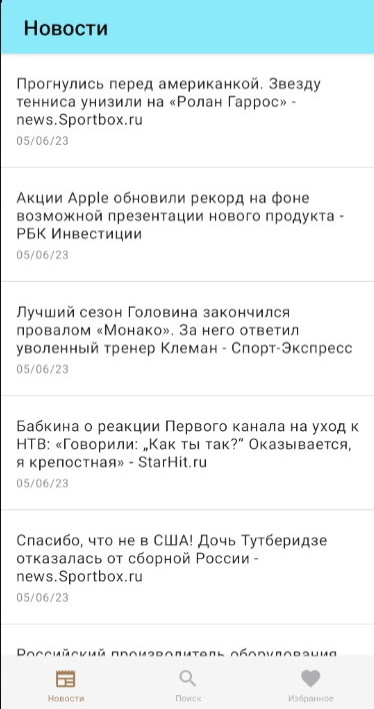 Новости
Прогнулись перед американкой. Звезду
тенниса унизили на «Ролан Гаррос» -
news.Sportbox.ru
05/06/23
Акции Apple обновили рекорд на фоне
возможной презентации нового продукта -
РБК Инвестиции
05/06/23
Лучший сезон Головина закончился
провалом «Монако». За него ответил
уволенный тренер Клеман - Спорт-Экспресс
05/06/23
Бабкина о реакции Первого канала на уход к
НТВ: «Говорили: „Как ты так?“ Оказывается,
я крепостная» - StarHit.ru
05/06/23
Спасибо, что не в США! Дочь Тутберидзе
отказалась от сборной России -
news.Sportbox.ru
05/06/23
Российский производитель оборудования
Новости
Поиск
Избранное